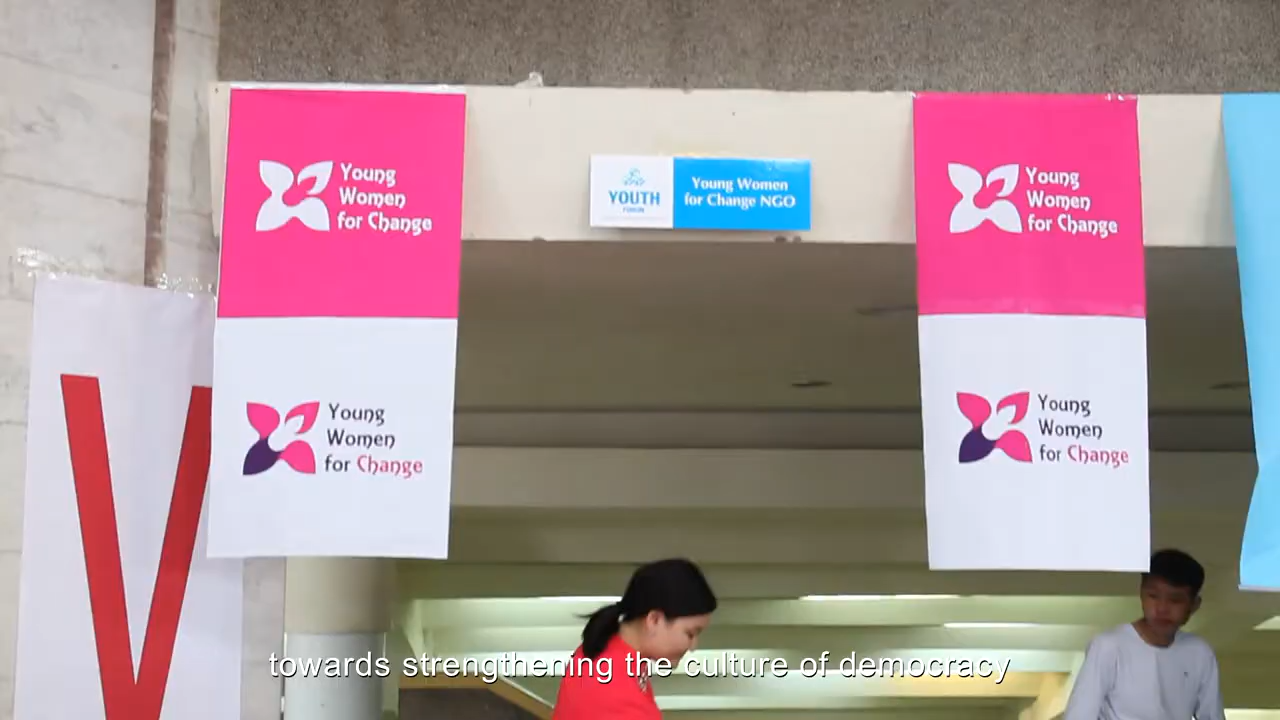 Young
Women
for Change
YOUTH
FORUM
Young Women
for Change NGO
Young
Women
for Change
Young
Women
for Change
Young
Women
for Change
V
towards strengthening the culture of democracy